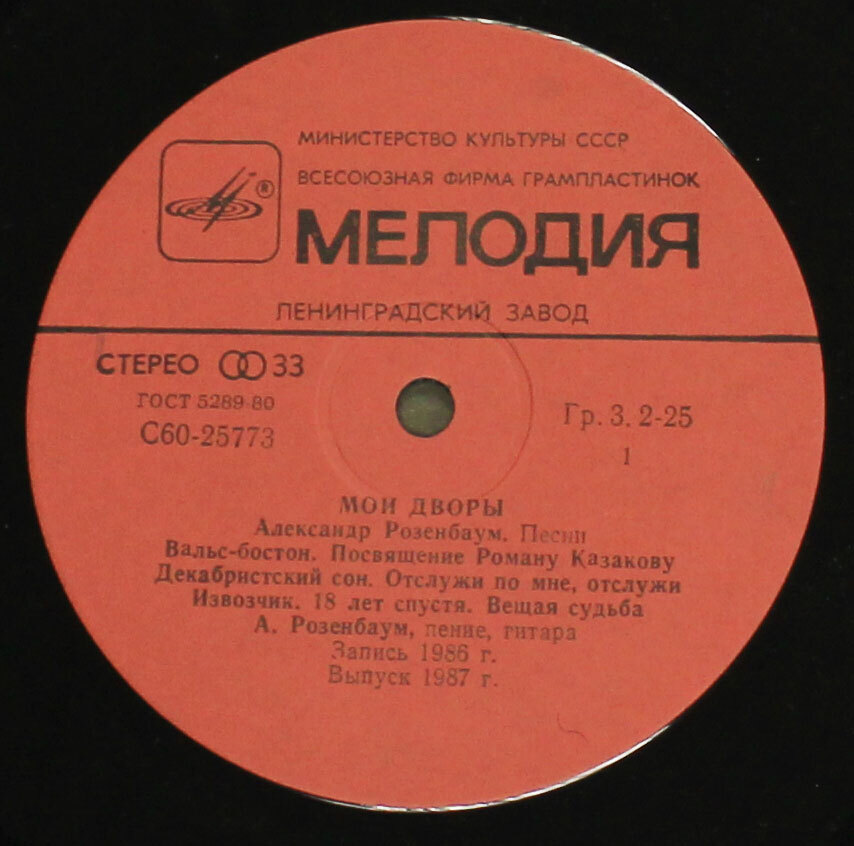 МИНИСТЕРСТВО КУЛЬТУРЫ СССР
ВСЕСОЮЗНАЯ ФИРМА ГРАМПЛАСТИНОК
®
МЕЛОДИЯ
ЛЕНИНГРАДСКИЙ ЗАВОД
СТЕРЕО 33
ГОСТ 5289-80
С60-25773
Гр. 3. 2-25
1
МОИ ДВОРЫ
Александр Розенбаум. Песни
Вальс-бостон. Посвящение Роману Казакову
Декабристский сон. Отслужи по мне, отслужи
Извозчик. 18 лет спустя. Вещая судьба
А. Розенбаум, пение, гитара
Запись 1986 г.
Выпуск 1987 г.